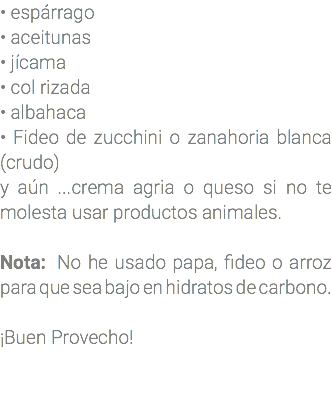 • espárrago
• aceitunas
• jícama
• col rizada
• albahaca
• Fideo de zucchini o zanahoria blanca
(crudo)
y aún ...crema agria o queso si no te
molesta usar productos animales.
Nota: No he usado papa, fideo o arroz
para que sea bajo en hidratos de carbono.
¡Buen Provecho!